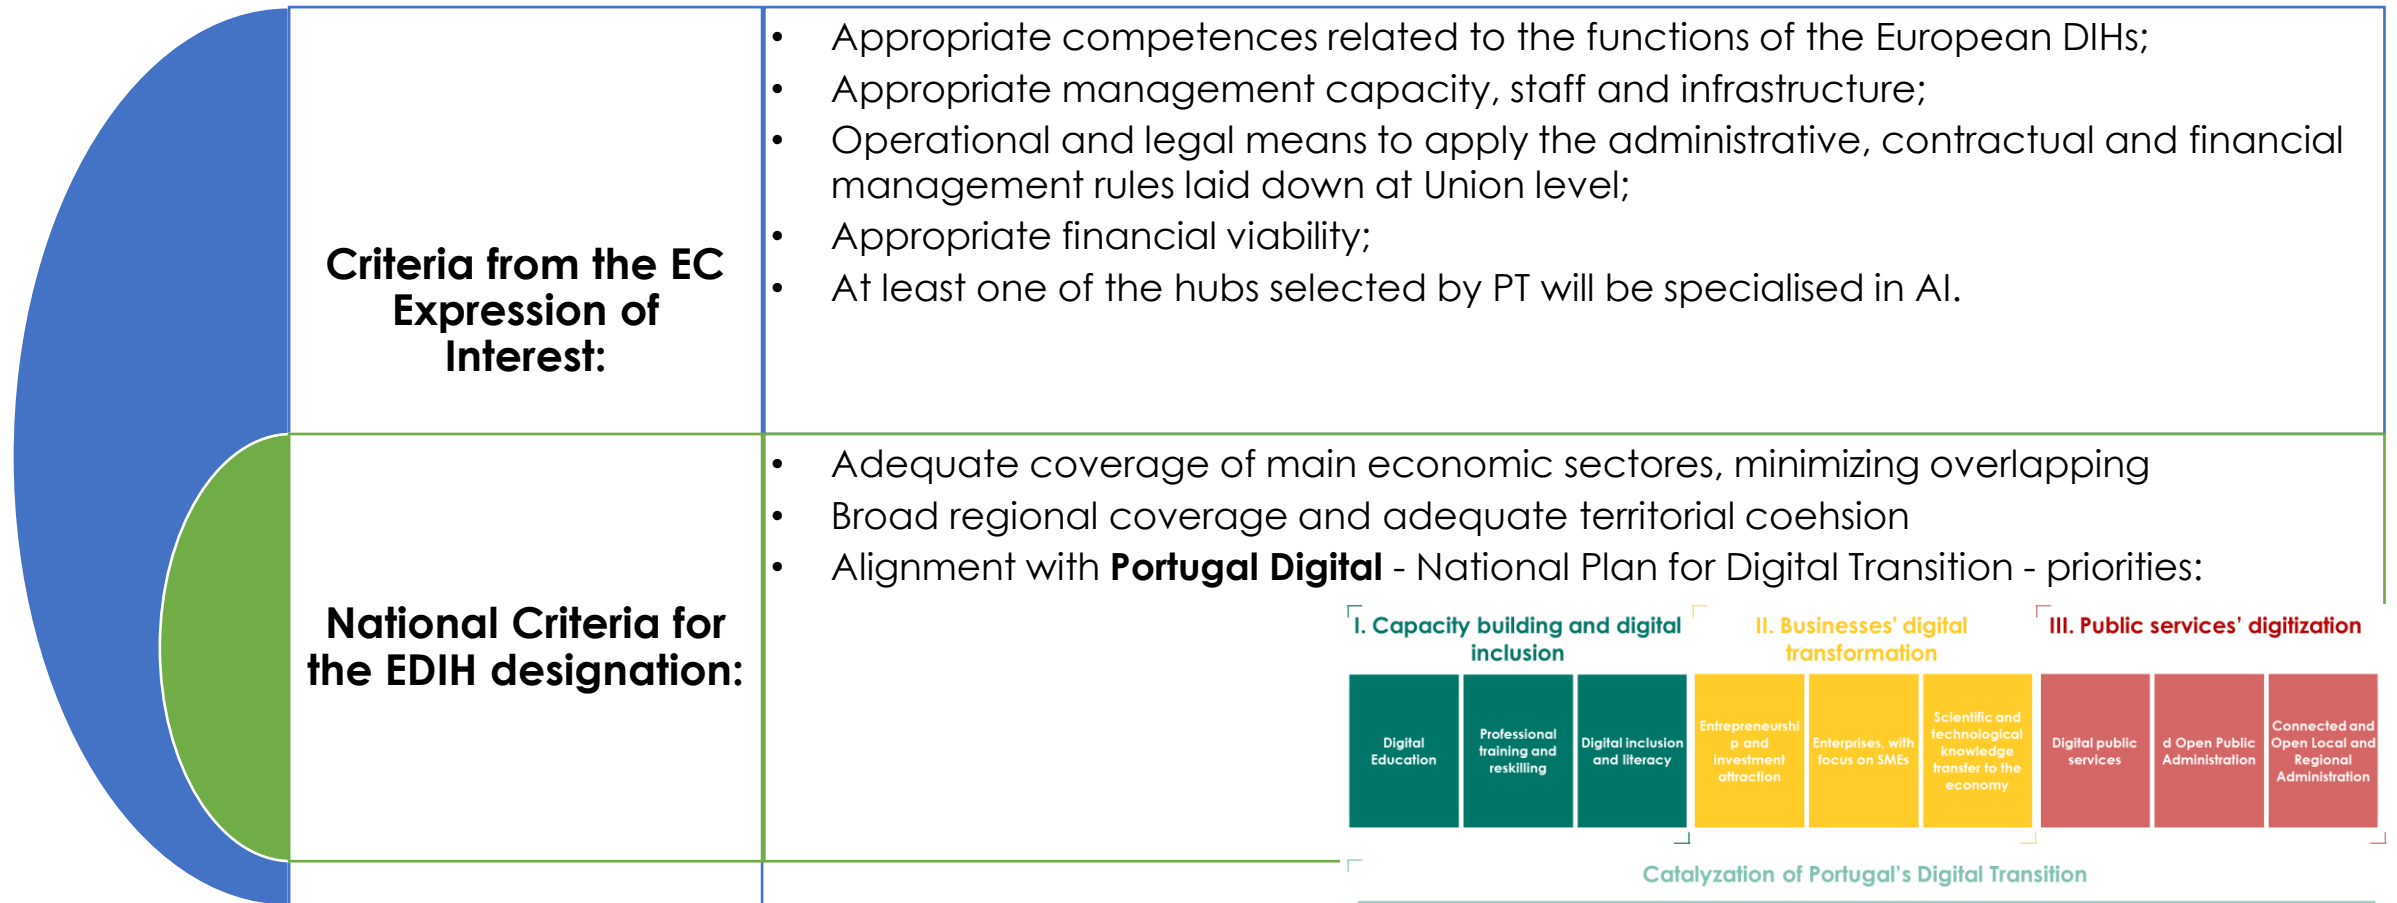 • Appropriate competences related to the functions of the European DIHs;
• Appropriate management capacity, staff and infrastructure;
• Operational and legal means to apply the administrative, contractual and financial
management rules laid down at Union level;
• Appropriate financial viability;
• At least one of the hubs selected by PT will be specialised in AI.
Criteria from the EC
Expression of
Interest:
• Adequate coverage of main economic sectores, minimizing overlapping
• Broad regional coverage and adequate territorial coehsion
• Alignment with Portugal Digital - National Plan for Digital Transition - priorities:
National Criteria for
the EDIH designation:
I. Capacity building and digital
inclusion
Digital
Education
Professional
training and
reskilling
Digital inclusion
and literacy
II. Businesses' digital
transformation
Entrepreneurshi
p and
investment
attraction
Enterprises, with
focus on SMEs
Scientific and
technological
knowledge
transfer to the
economy
III. Public services' digitization
Digital public
services
d Open Public
Administration
Connected and
Open Local and
Regional
Administration
Catalyzation of Portugal's Digital Transition